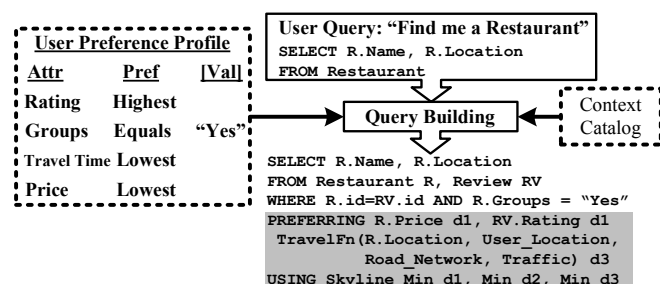 User Preference Profile
Attr Pref [Val]
Rating Highest
Groups Equals “Yes”
Travel Time Lowest
Price Lowest
User Query: “Find me a Restaurant”
SELECT R.Name, R.Location
FROM Restaurant
Query Building
Context
Catalog
SELECT R.Name, R.Location
FROM Restaurant R, Review RV
WHERE R.id=RV.id AND R.Groups = “Yes”
PREFERRING R.Price d1, RV.Rating d1
TravelFn(R.Location, User_Location,
Road_Network, Traffic) d3
USING Skyline Min d1, Min d2, Min d3